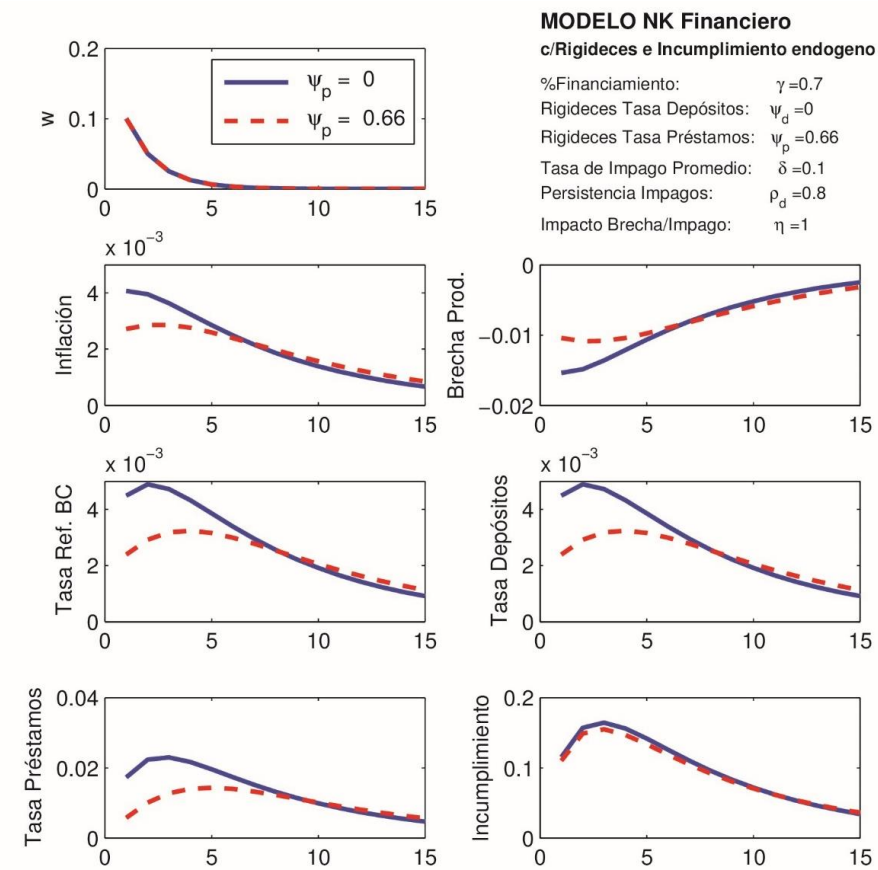 MODELO NK Financiero
c/Rigideces e Incumplimiento endogeno
%Financiamiento: γ =0.7
Rigideces Tasa Depósitos: ψ_d =0
Rigideces Tasa Préstamos: ψ_p =0.66
Tasa de Impago Promedio: δ =0.1
Persistencia Impagos: ρ_d =0.8
Impacto Brecha/Impago: η =1
0.2
0.1
0
w
ψ_p = 0
ψ_p = 0.66
0 5 10 15
x 10⁻³
4
2
0
Inflación
0 5 10 15
0
−0.01
−0.02
Brecha Prod.
0 5 10 15
x 10⁻³
4
2
0
Tasa Ref. BC
0 5 10 15
x 10⁻³
4
2
0
Tasa Depósitos
0 5 10 15
0.04
0.02
0
Tasa Préstamos
0 5 10 15
0.2
0.1
0
Incumplimiento
0 5 10 15